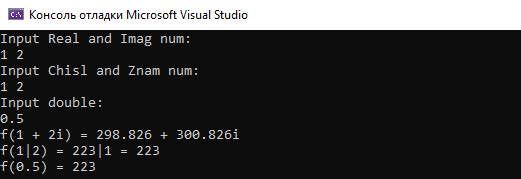 Консоль отладки Microsoft Visual Studio
Input Real and Imag num:
1 2
Input Chisl and Znam num:
1 2
Input double:
0.5
f(1 + 2i) = 298.826 + 300.826i
f(1|2) = 223|1 = 223
f(0.5) = 223